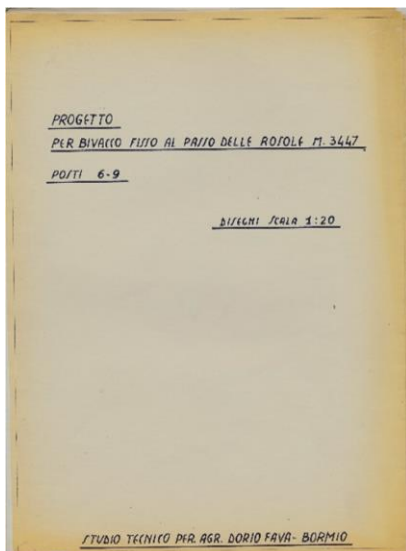 PROGETTO
PER BIVACCO FISSO AL PASSO DELLE ROSOLE M. 3447
POSTI 6-9
DISEGNI SCALA 1:20
STUDIO TECNICO PER. AGR. DORIO FAVA - BORMIO